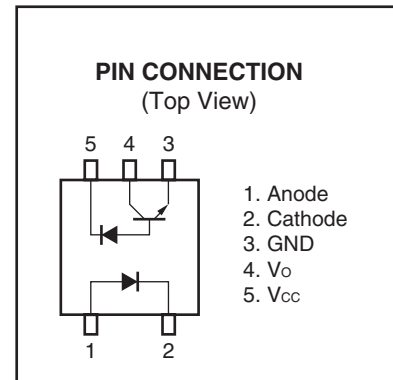 PIN CONNECTION
(Top View)
5 4 3
1. Anode
2. Cathode
3. GND
4. Vo
5. Vcc
1 2